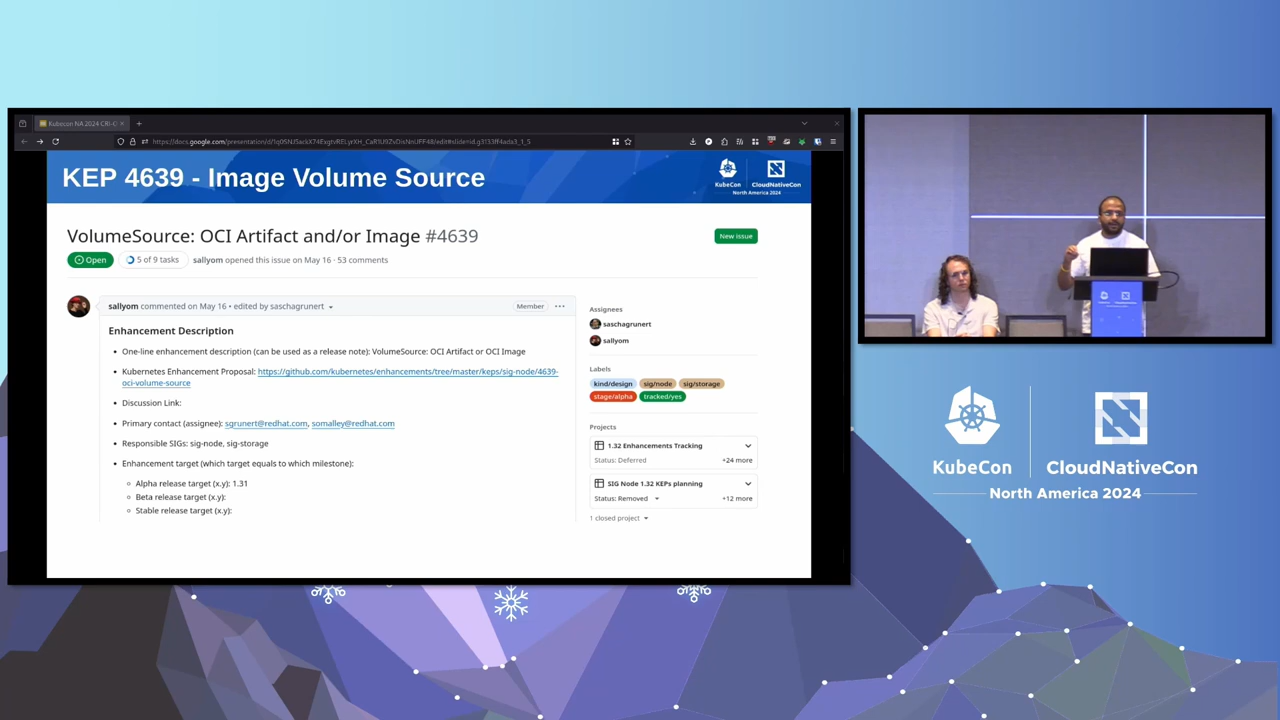 Kubecon NA 2024 CRI-O
KEP 4639 - Image Volume Source
KubeCon
CloudNativeCon
North America 2024
VolumeSource: OCI Artifact and/or Image #4639
New issue
Open
5 of 9 tasks
sallyom opened this issue on May 16 · 53 comments
sallyom commented on May 16 • edited by saschagrunert
Member
Enhancement Description
• One-line enhancement description (can be used as a release note): VolumeSource: OCI Artifact or OCI Image
• Kubernetes Enhancement Proposal: https://github.com/kubernetes/enhancements/tree/master/keps/sig-node/4639-
oci-volume-source
• Discussion Link:
• Primary contact (assignee): sgrunert@redhat.com, somalley@redhat.com
• Responsible SIGs: sig-node, sig-storage
• Enhancement target (which target equals to which milestone):
◦ Alpha release target (x.y): 1.31
◦ Beta release target (x.y):
◦ Stable release target (x.y):
Assignees
saschagrunert
sallyom
Labels
kind/design
sig/node
sig/storage
stage/alpha
tracked/yes
Projects
1.32 Enhancements Tracking
Status: Deferred
+24 more
SIG Node 1.32 KEPs planning
Status: Removed
+12 more
1 closed project
KubeCon
CloudNativeCon
North America 2024